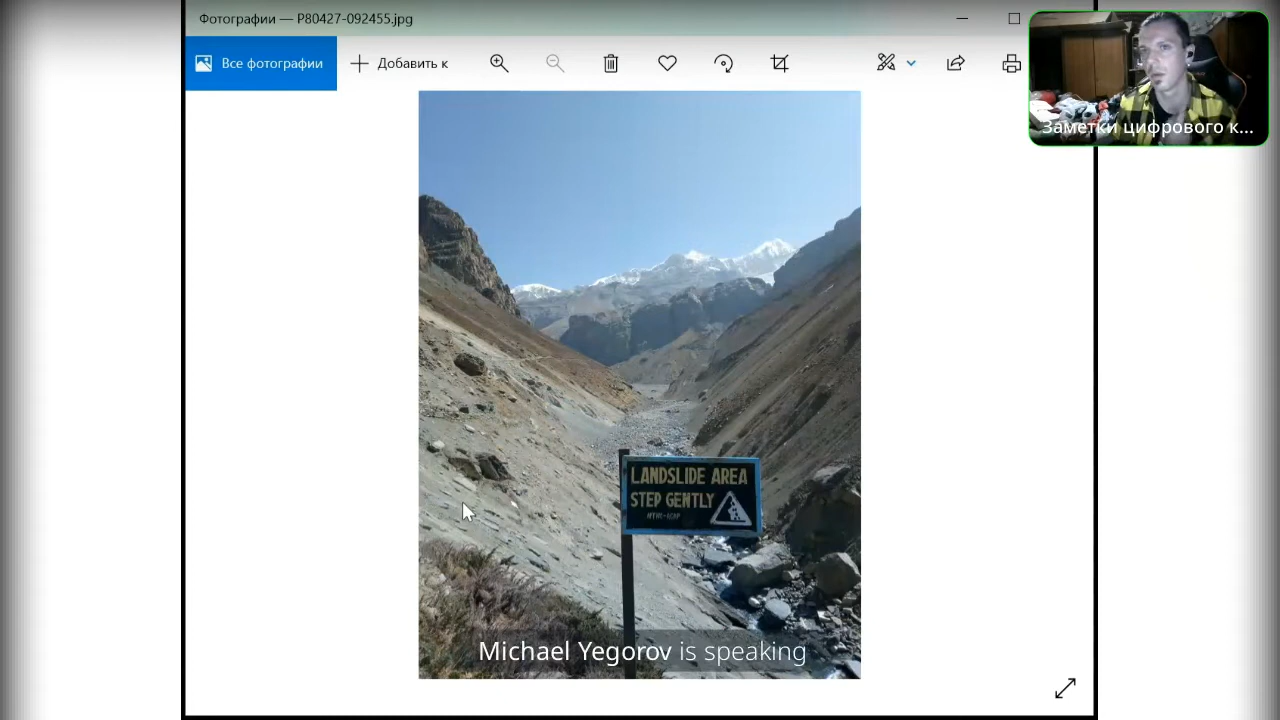 Фотографии — P80427-092455.jpg
Все фотографии
Добавить к
Заметки цифрового к...
LANDSLIDE AREA
STEP GENTLY
Michael Yegorov is speaking